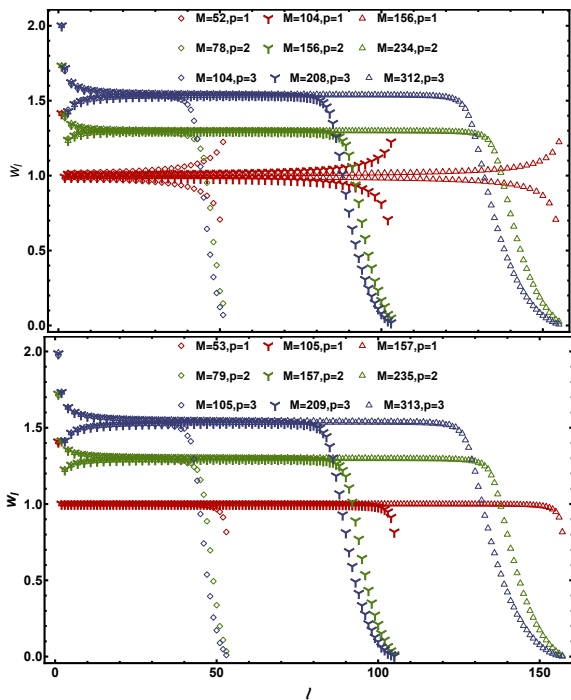 2.0
1.5
1.0
0.5
0.0
w_l
M=52,p=1 M=104,p=1 M=156,p=1
M=78,p=2 M=156,p=2 M=234,p=2
M=104,p=3 M=208,p=3 M=312,p=3
2.0
1.5
1.0
0.5
0.0
w_l
M=53,p=1 M=105,p=1 M=157,p=1
M=79,p=2 M=157,p=2 M=235,p=2
M=105,p=3 M=209,p=3 M=313,p=3
0 50 100 150
l